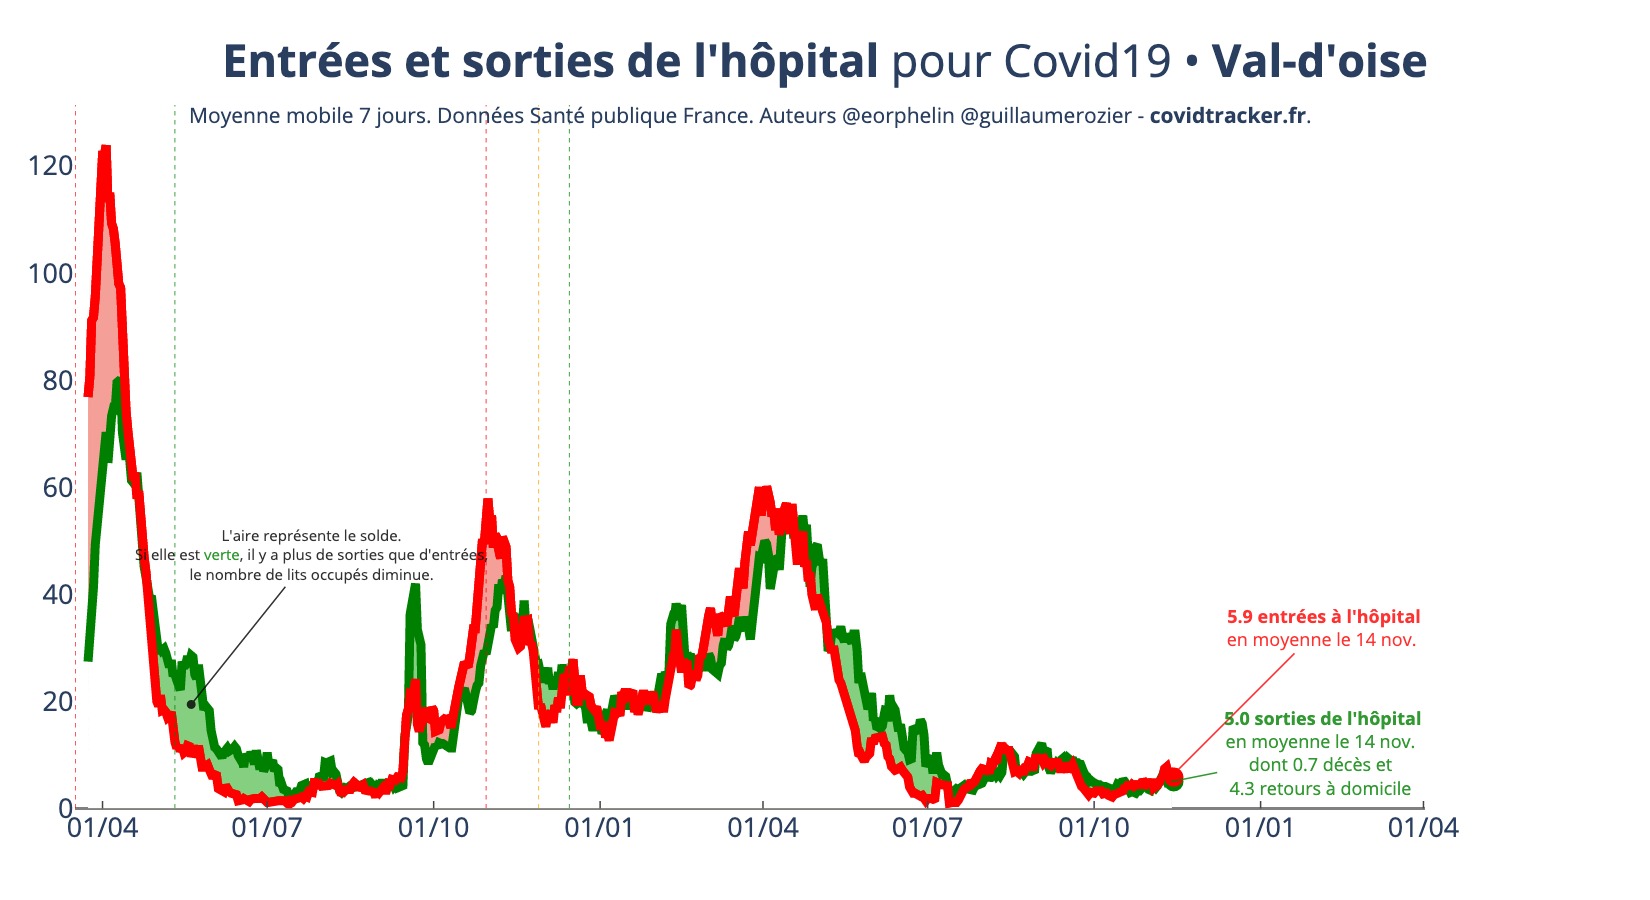 Entrées et sorties de l'hôpital pour Covid19 • Val-d'oise
Moyenne mobile 7 jours. Données Santé publique France. Auteurs @eorphelin @guillaumerozier - covidtracker.fr.
120
100
80
60
40
20
0
L'aire représente le solde.
Si elle est verte, il y a plus de sorties que d'entrées,
le nombre de lits occupés diminue.
5.9 entrées à l'hôpital
en moyenne le 14 nov.
5.0 sorties de l'hôpital
en moyenne le 14 nov.
dont 0.7 décès et
4.3 retours à domicile
01/04 01/07 01/10 01/01 01/04 01/07 01/10 01/01 01/04